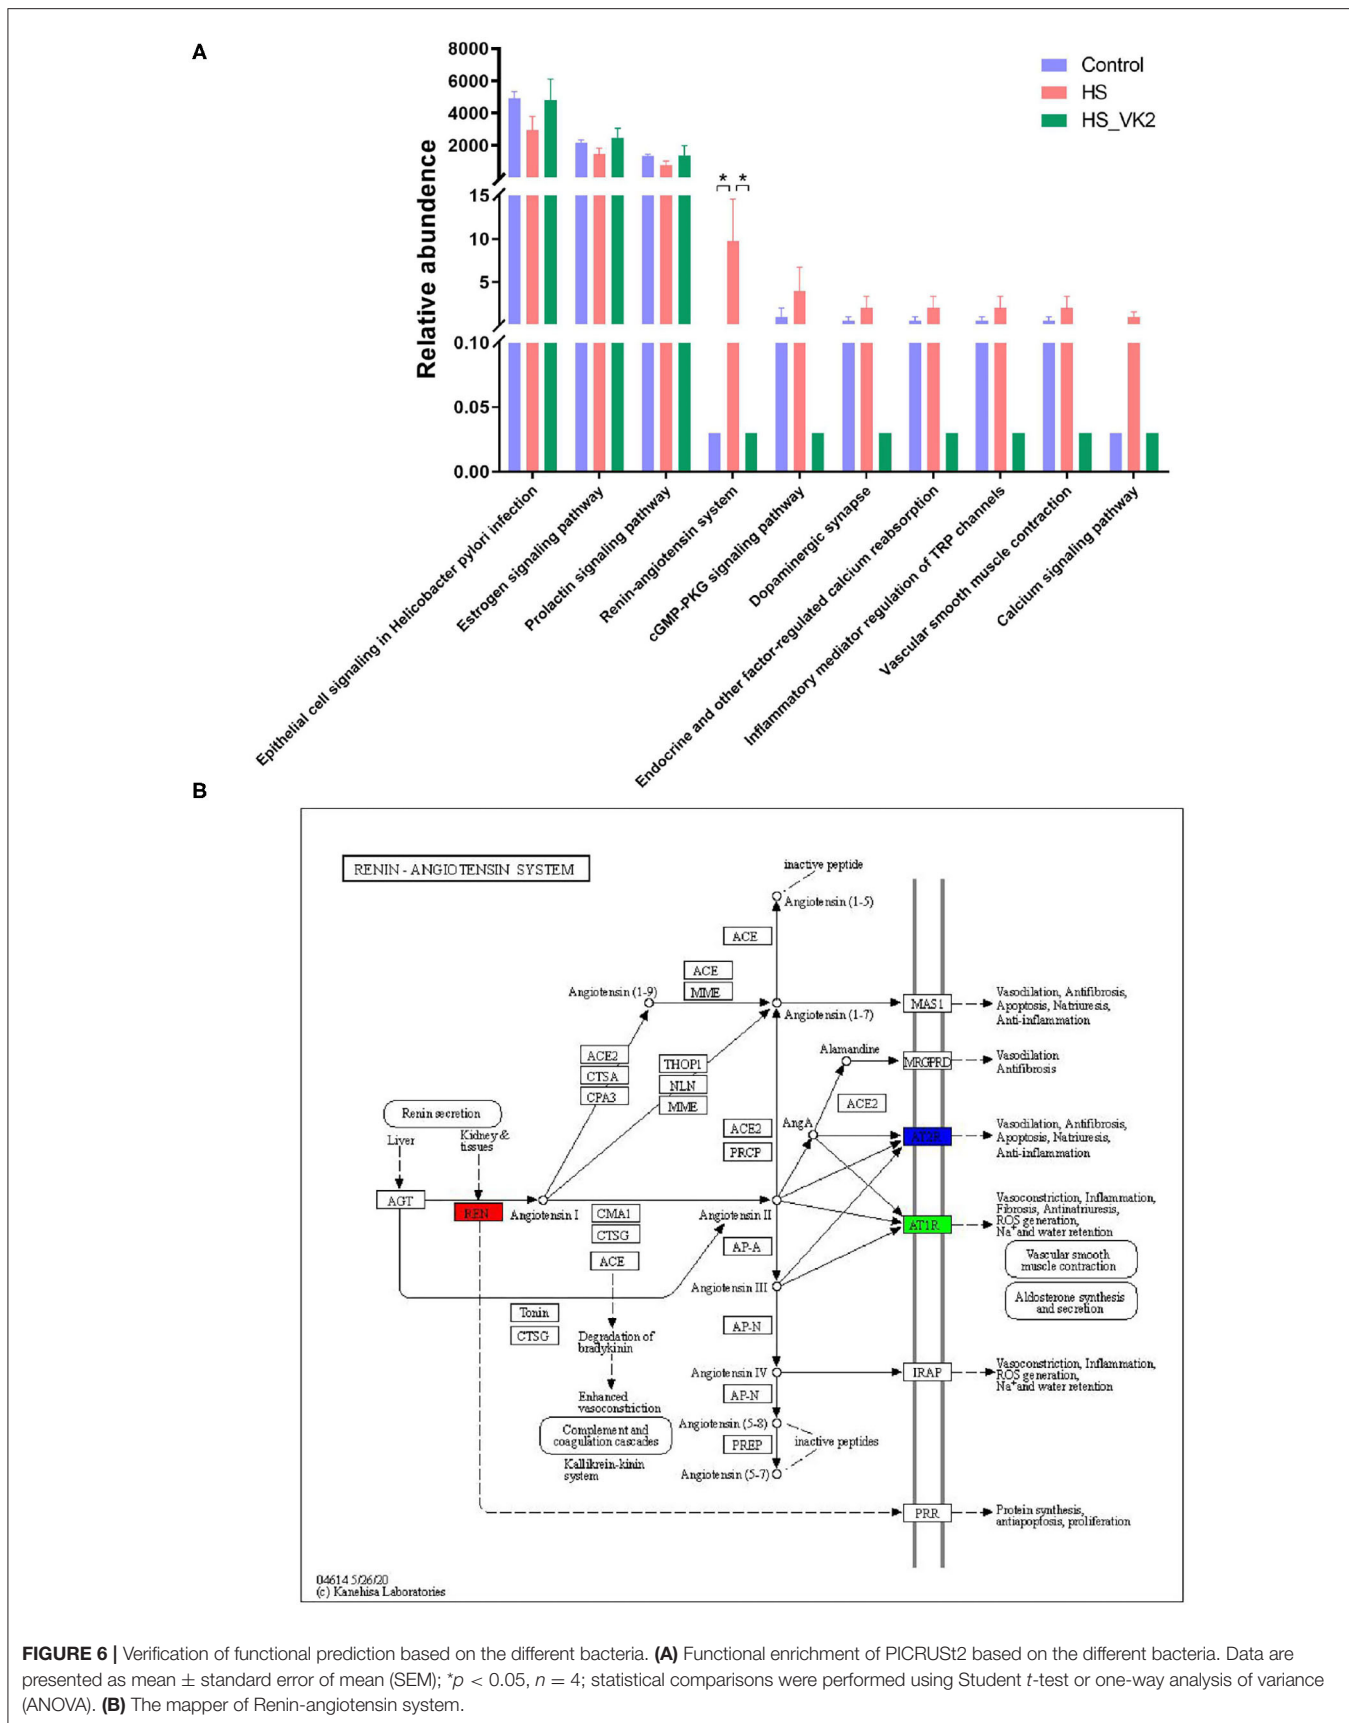 A
8000
6000
4000
2000
15
10
5
0.10
0.05
0.00
Relative abundence
Control
HS
HS_VK2
* *
Epithelial cell signaling in Helicobacter pylori infection
Estrogen signaling pathway
Prolactin signaling pathway
Renin-angiotensin system
cGMP-PKG signaling pathway
Dopaminergic synapse
Endocrine and other factor-regulated calcium reabsorption
Inflammatory mediator regulation of TRP channels
Vascular smooth muscle contraction
Calcium signaling pathway
B
RENIN - ANGIOTENSIN SYSTEM
inactive peptide
Angiotensin (1-5)
ACE
ACE
MME
Angiotensin (1-9)
Angiotensin (1-7)
MAS1
Vasodilation, Antifibrosis,
Apoptosis, Natriuresis,
Anti-inflammation
ACE2
CTSA
CPA3
THOP1
NLN
MME
Alamandine
MRGPRD
Vasodilation
Antifibrosis
ACE2
AngA
ACE2
PRCP
AT2R
Vasodilation, Antifibrosis,
Apoptosis, Natriuresis,
Anti-inflammation
Renin secretion
Liver
Kidney &
tissues
AGT
REN
Angiotensin I
CMA1
CTSG
ACE
Angiotensin II
AP-A
AT1R
Vasoconstriction, Inflammation,
Fibrosis, Antinatriuresis,
ROS generation,
Na+ and water retention
Vascular smooth
muscle contraction
Aldosterone synthesis
and secretion
Angiotensin III
Tonin
CTSG
Degradation of
bradykinin
AP-N
Enhanced
vasoconstriction
Complement and
coagulation cascades
Kallikrein-kinin
system
Angiotensin IV
IRAP
Vasoconstriction, Inflammation,
ROS generation,
Na+ and water retention
AP-N
Angiotensin (5-8)
PREP
inactive peptides
Angiotensin (5-7)
PRR
Protein synthesis,
antiapoptosis, proliferation
04614 5/26/20
(c) Kanehisa Laboratories
FIGURE 6 | Verification of functional prediction based on the different bacteria. (A) Functional enrichment of PICRUSt2 based on the different bacteria. Data are
presented as mean ± standard error of mean (SEM); *p < 0.05, n = 4; statistical comparisons were performed using Student t-test or one-way analysis of variance
(ANOVA). (B) The mapper of Renin-angiotensin system.